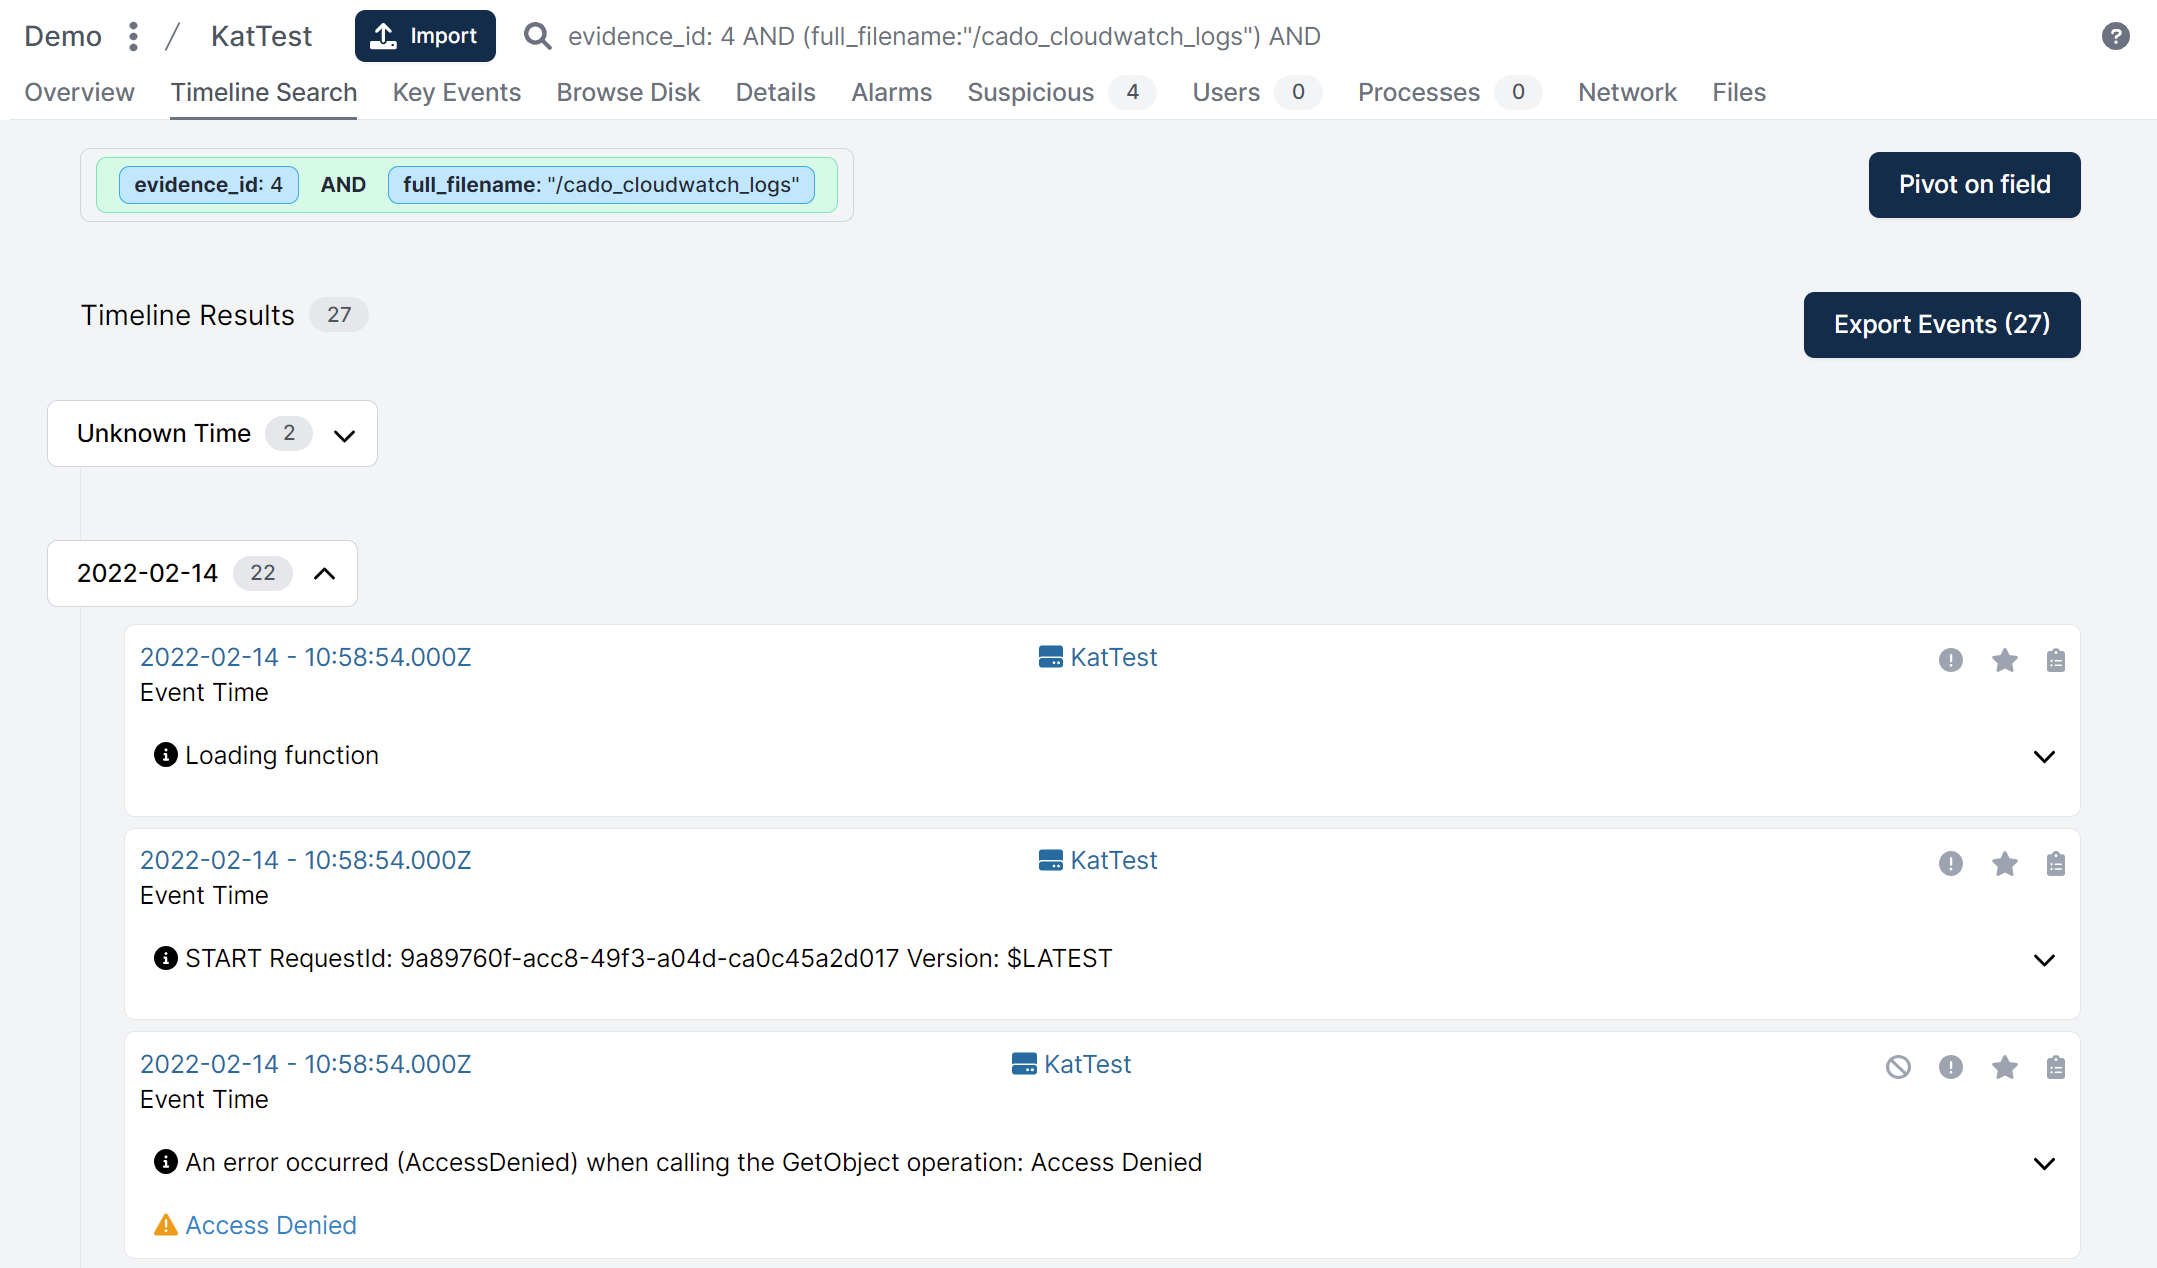 Demo / KatTest Import evidence_id: 4 AND (full_filename:"/cado_cloudwatch_logs") AND
Overview Timeline Search Key Events Browse Disk Details Alarms Suspicious 4 Users 0 Processes 0 Network Files
evidence_id: 4 AND full_filename: "/cado_cloudwatch_logs" Pivot on field
Timeline Results 27 Export Events (27)
Unknown Time 2
2022-02-14 22
2022-02-14 - 10:58:54.000Z KatTest
Event Time
Loading function
2022-02-14 - 10:58:54.000Z KatTest
Event Time
START RequestId: 9a89760f-acc8-49f3-a04d-ca0c45a2d017 Version: $LATEST
2022-02-14 - 10:58:54.000Z KatTest
Event Time
An error occurred (AccessDenied) when calling the GetObject operation: Access Denied
Access Denied